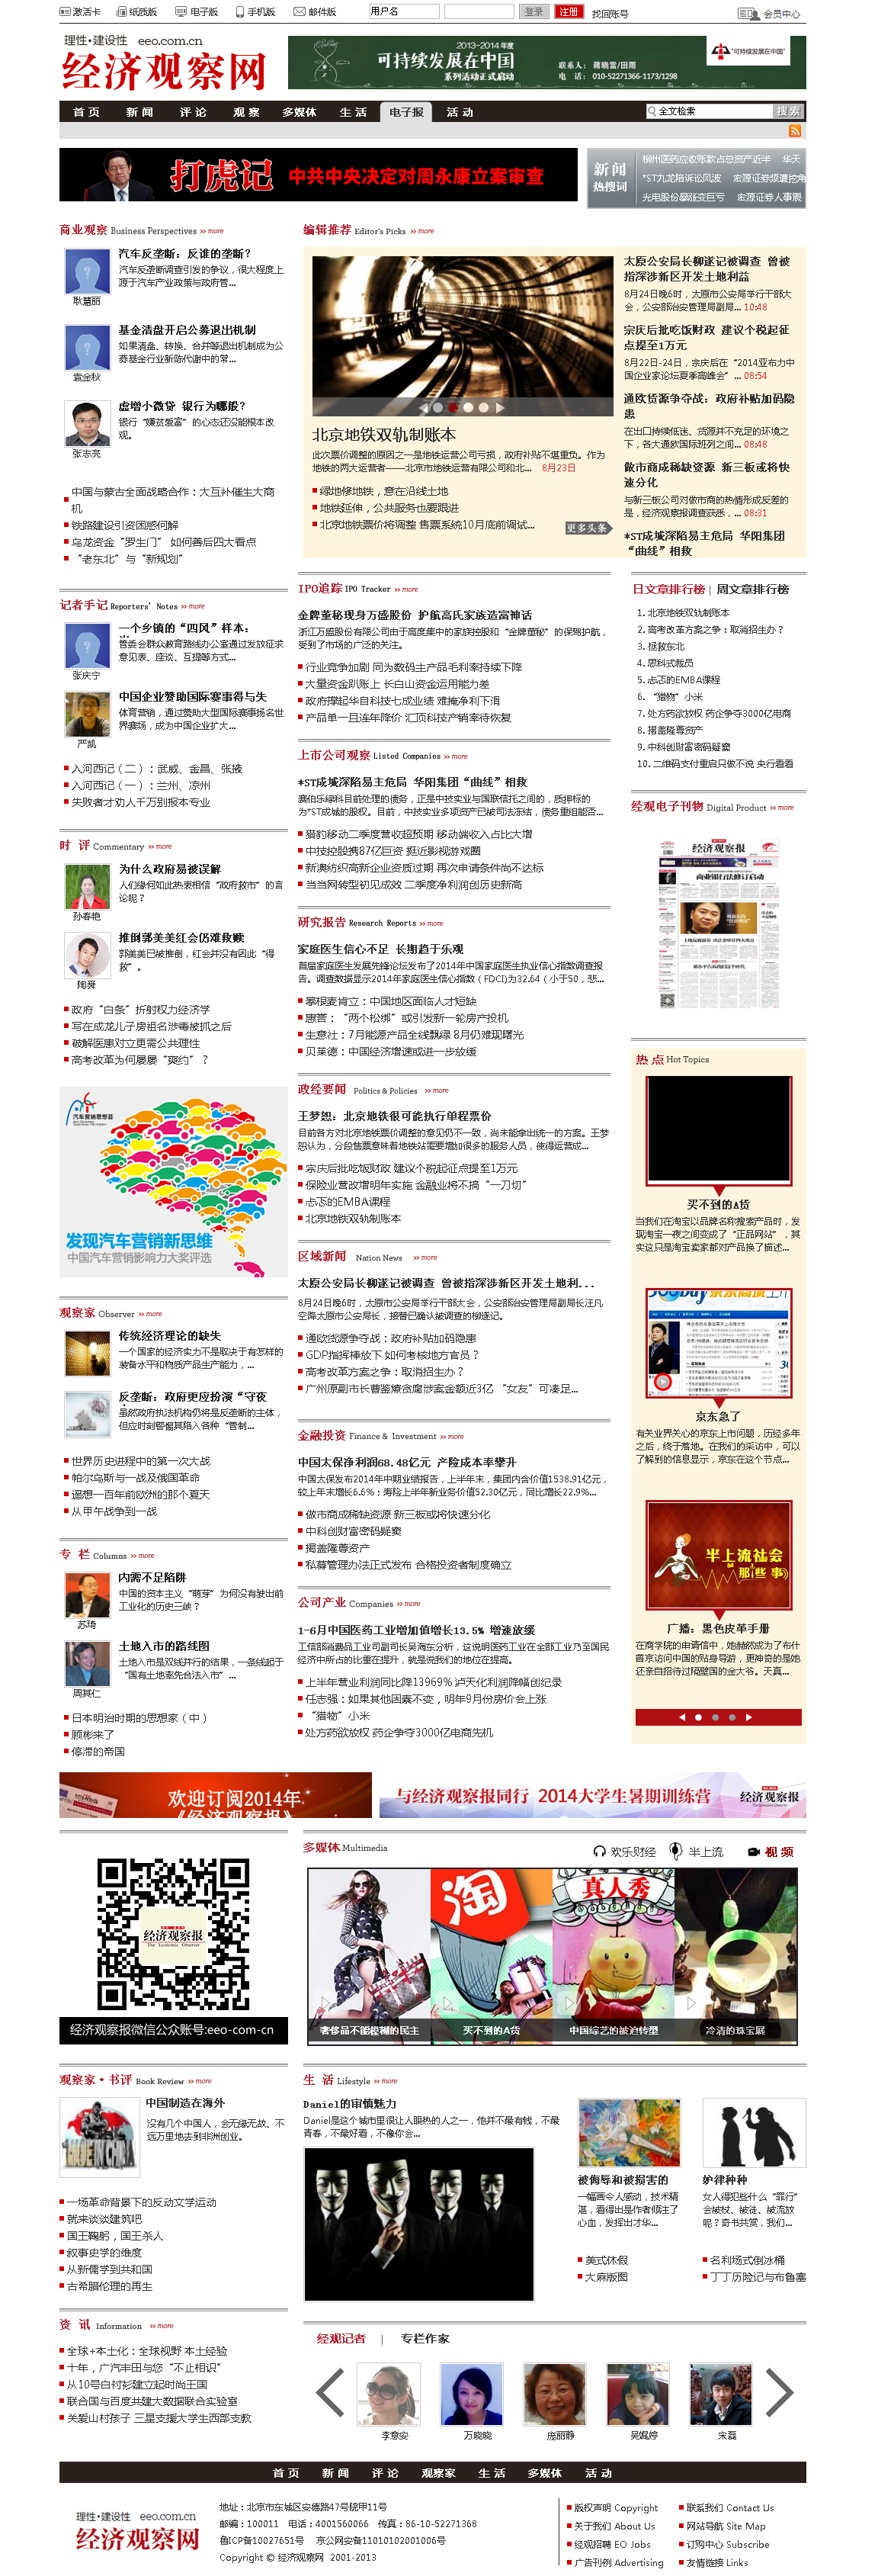 激活卡 纸质版 电子版 手机版 邮件版 用户名 登录 注册 找回账号 会员中心
理性·建设性 eeo.com.cn
经济观察网
2013-2014年度
可持续发展在中国
系列活动正式启动
联系人：蒋晓雪/田雨
电 话：010-52271366-1173/1298
"可持续发展在中国"
首页 新闻 评论 观察 多媒体 生活 电子报 活动 全文检索 搜索
打虎记 中共中央决定对周永康立案审查
新闻
热搜词
柳州医药应收账款占总资产近半 华天
*ST九龙陷诉讼风波 宏源证券频遭挖角
光电股份暴涨变巨亏 宏源证券人事震
商业观察 Business Perspectives >> more
汽车反垄断：反谁的垄断？
汽车反垄断调查引发的争议，很大程度上
源于汽车产业政策与政府管...
耿慧丽
基金清盘开启公募退出机制
如果清盘、转换、合并等退出机制成为公
募基金行业新陈代谢中的常...
袁金秋
虚增小微贷 银行为哪般？
银行“嫌贫爱富”的心态还没能根本改
观。
张志亮
中国与蒙古全面战略合作：大互补催生大商
机
铁路建设引资困惑何解
乌龙资金“罗生门” 如何善后四大看点
“老东北”与“新规划”
编辑推荐 Editor's Picks >> more
北京地铁双轨制账本
此次票价调整的原因之一是地铁运营公司亏损，政府补贴不堪重负。作为
地铁的两大运营者——北京市地铁运营有限公司和北... 8月23日
绿地修地铁，意在沿线土地
地铁延伸，公共服务也要跟进
北京地铁票价将调整 售票系统10月底前调试...
更多头条
太原公安局长柳遂记被调查 曾被
指深涉新区开发土地利益
8月24日晚6时，太原市公安局举行干部大
会，公安部治安管理局副局... 10:48
宗庆后批吃饭财政 建议个税起征
点提至1万元
8月22日-24日，宗庆后在“2014亚布力中
国企业家论坛夏季高峰会”... 08:54
通欧货源争夺战：政府补贴加码隐
患
在出口持续低迷、货源并不充足的环境之
下，各大通欧国际班列之间... 08:48
做市商成稀缺资源 新三板或将快
速分化
与新三板公司对做市商的热情形成反差的
是，经济观察报调查获悉，... 08:31
*ST成城深陷易主危局 华阳集团
“曲线”相救
记者手记 Reporters' Notes >> more
一个乡镇的“四风”样本：
管委会群众教育路线办公室通过发放征求
意见表、座谈、互提等方式...
张庆宁
中国企业赞助国际赛事得与失
体育营销，通过赞助大型国际赛事扬名世
界赛场，成为中国企业扩大...
严凯
入河西记（二）：武威、金昌、张掖
入河西记（一）：兰州、凉州
失败者才劝人千万别报本专业
时 评 Commentary >> more
为什么政府易被误解
人们缘何如此热衷相信“政府救市”的言
论呢？
孙春艳
推倒郭美美红会仍难救赎
郭美美已被推倒，红会并没有因此“得
救”。
陶舜
政府“白条”折射权力经济学
写在成龙儿子房祖名涉毒被抓之后
破解医患对立更需公共理性
高考改革为何屡屡“爽约”？
汽车营销思想荟
发现汽车营销新思维
中国汽车营销影响力大奖评选
观察家 Observer >> more
传统经济理论的缺失
一个国家的经济实力不是取决于有怎样的
装备水平和物质产品生产能力，...
反垄断：政府更应扮演“守夜
虽然政府执法机构仍将是反垄断的主体，
但应时刻警惕其陷入各种“管制...
世界历史进程中的第一次大战
帕尔乌斯与一战及俄国革命
遥想一百年前欧洲的那个夏天
从甲午战争到一战
专 栏 Columns >> more
内需不足陷阱
中国的资本主义“萌芽”为何没有驶出前
工业化的历史三峡？
苏琦
土地入市的路线图
土地入市是双线并行的结果，一条线起于
“国有土地率先合法入市”...
周其仁
日本明治时期的思想家（中）
顾彬来了
停滞的帝国
IPO追踪 IPO Tracker >> more
金牌董秘现身万盛股份 护航高氏家族造富神话
浙江万盛股份有限公司由于高度集中的家族控股和“金牌董秘”的保驾护航，
受到了市场的广泛的关注。
行业竞争加剧 同为数码主产品毛利率持续下降
大量资金趴账上 长白山资金运用能力差
政府撑起华自科技七成业绩 难掩净利下滑
产品单一且连年降价 汇顶科技产销率待恢复
上市公司观察 Listed Companies >> more
*ST成城深陷易主危局 华阳集团“曲线”相救
赛伯乐绿科目前处理的债务，正是中技实业与国联信托之间的，质押标的
为*ST成城的股权。目前，中技实业多项资产已被司法冻结，债务重组能否...
猎豹移动二季度营收超预期 移动端收入占比大增
中技控股携87亿巨资 挺近影视游戏圈
新澳纺织高新企业资质过期 再次申请条件尚不达标
当当网转型初见成效 二季度净利润创历史新高
研究报告 Research Reports >> more
家庭医生信心不足 长期趋于乐观
首届家庭医生发展先锋论坛发布了2014年中国家庭医生执业信心指数调查报
告。调查数据显示2014年家庭医生信心指数（FDCI)为32.64（小于50，悲...
攀根麦肯立：中国地区面临人才短缺
惠誉：“两个松绑”或引发新一轮房产投机
生意社：7月能源产品全线飘绿 8月仍难现曙光
贝莱德：中国经济增速或进一步放缓
政经要闻 Politics & Policies >> more
王梦恕：北京地铁很可能执行单程票价
目前各方对北京地铁票价调整的意见仍不一致，尚未能拿出统一的方案。王梦
恕认为，分段售票意味着地铁站需要增加很多的服务人员，使得运营成...
宗庆后批吃饭财政 建议个税起征点提至1万元
保险业营改增明年实施 金融业将不搞“一刀切”
忐忑的EMBA课程
北京地铁双轨制账本
区域新闻 Nation News >> more
太原公安局长柳遂记被调查 曾被指深涉新区开发土地利...
8月24日晚6时，太原市公安局举行干部大会，公安部治安管理局副局长汪凡
空降太原市公安局长，接替已确认被调查的柳遂记。
通欧货源争夺战：政府补贴加码隐患
GDP指挥棒放下 如何考核地方官员？
高考改革方案之争：取消招生办？
广州原副市长曹鉴燎贪腐涉案金额近3亿 “女友”可凑足...
金融投资 Finance & Investment >> more
中国太保净利润68.48亿元 产险成本率攀升
中国太保发布2014年中期业绩报告，上半年末，集团内含价值1538.91亿元，
较上年末增长6.6%；寿险上半年新业务价值52.30亿元，同比增长22.9%...
做市商成稀缺资源 新三板或将快速分化
中科创财富密码疑窦
揭盖隆尊资产
私募管理办法正式发布 合格投资者制度确立
公司产业 Companies >> more
1-6月中国医药工业增加值增长13.5% 增速放缓
工信部消费品工业司副司长吴海东分析，这说明医药工业在全部工业乃至国民
经济中所占的比重在提升，就是说我们的地位在提高。
上半年营业利润同比降13969% 泸天化利润降幅创纪录
任志强：如果其他因素不变，明年9月份房价会上涨
“猎物”小米
处方药欲放权 药企争夺3000亿电商先机
日文章排行榜 | 周文章排行榜
1. 北京地铁双轨制账本
2. 高考改革方案之争：取消招生办？
3. 拯救东北
4. 思科式裁员
5. 忐忑的EMBA课程
6. “猎物”小米
7. 处方药欲放权 药企争夺3000亿电商
8. 揭盖隆尊资产
9. 中科创财富密码疑窦
10. 二维码支付重启只做不说 央行看看
经观电子刊物 Digital Product >> more
经济观察报
商业银行法修订启动
热 点 Hot Topics
买不到的A货
当我们在淘宝以品牌名称搜索产品时，发
现淘宝一夜之间变成了“正品网站”，其
实这只是淘宝卖家都对产品换了描述...
京东急了
有关业界关心的京东上市问题，历经多年
之后，终于落地。在我们的采访中，可以
了解到的信息显示，京东在这个节点...
半上流社会
那些事
广播：黑色皮革手册
在商学院的申请信中，她赫然成为了布什
普京访问中国的贴身导游，更神奇的是她
还亲自招待过隔壁国的金大爷。天真...
欢迎订阅2014年
《经济观察报》
与经济观察报同行 2014大学生暑期训练营 经济观察报
经济观察报
The Economic Observer
经济观察报微信公众账号:eeo-com-cn
多媒体 Multimedia 欢乐财经 半上流 视频
淘
真人秀
奢侈品不能模糊的民主 买不到的A货 中国综艺的被迫转型 冷清的珠宝展
观察家·书评 Book Review >> more
中国制造在海外
没有几个中国人，会无缘无故、不
远万里地去到非洲创业。
一场革命背景下的反动文学运动
就来谈谈建筑吧
国王鞠躬，国王杀人
叙事史学的维度
从新儒学到共和国
古希腊伦理的再生
生 活 Lifestyle >> more
Daniel的审慎魅力
Daniel是这个城市里很让人眼热的人之一，他并不最有钱，不最
青春，不最好看，不像你会...
被侮辱和被损害的
一幅画令人感动，技术精
湛，看得出是作者倾注了
心血，发挥出才华...
美式休假
大麻版图
妒律种种
女人得犯些什么“罪行”
会被杖、被徒、被流放
呢？奇书共赏，我们...
名利场式倒冰桶
丁丁历险记与布鲁塞
资 讯 Information >> more
全球+本土化：全球视野 本土经验
十年，广汽丰田与您“不止相识”
从10号白衬衫建立起时尚王国
联合国与百度共建大数据联合实验室
关爱山村孩子 三星支援大学生西部支教
经观记者 | 专栏作家
李意安 万晓晓 庞丽静 吴娓婷 宋磊
首页 新闻 评论 观察家 生活 多媒体 活动
理性·建设性 eeo.com.cn
经济观察网
地址：北京市东城区安德路47号院甲11号
邮编：100011 电话：4001560066 传真：86-10-52271368
鲁ICP备10027651号 京公网安备11010102001006号
Copyright © 经济观察网 2001-2013
版权声明 Copyright 联系我们 Contact Us
关于我们 About Us 网站导航 Site Map
经观招聘 EO Jobs 订购中心 Subscribe
广告刊例 Advertising 友情链接 Links